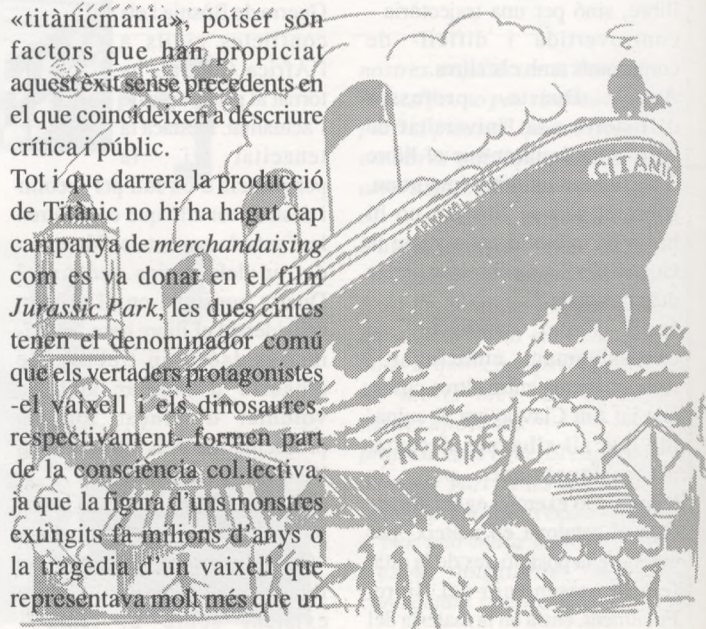 «titànicmania», potser són
factors que han propiciat
aquest èxit sense precedents en
el que coincideixen a descriure
crítica i públic.
Tot i que darrera la producció
de Titànic no hi ha hagut cap
campanya de merchandaising
com es va donar en el film
Jurassic Park, les dues cintes
tenen el denominador comú
que els vertaders protagonistes
-el vaixell i els dinosaures,
respectivament- formen part
de la consciència col.lectiva,
ja que la figura d'uns monstres
extingits fa milions d'anys o
la tragèdia d'un vaixell que
representava molt més que un
CITANIC
CARNAVAL 1998
REBAIXES